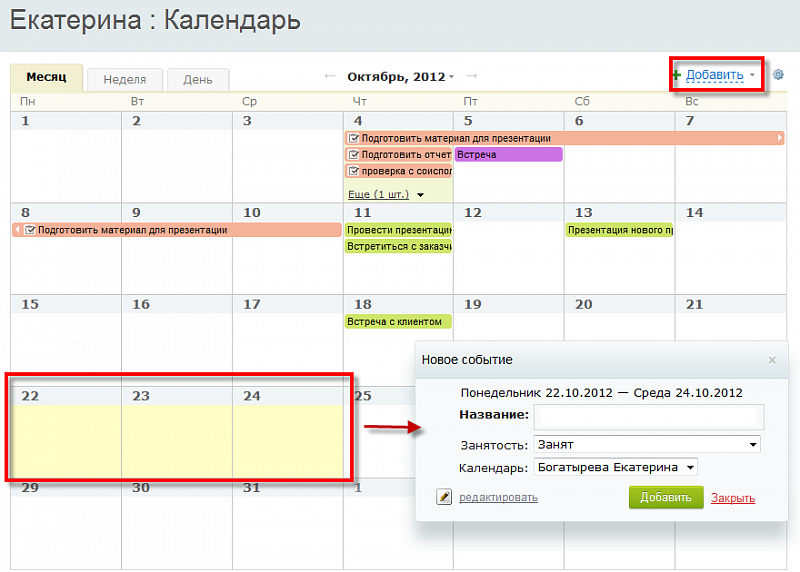 Екатерина : Календарь
Месяц Неделя День ← Октябрь, 2012 → + Добавить
Пн Вт Ср Чт Пт Сб Вс
1 2 3 4 5 6 7
Подготовить материал для презентации
Подготовить отчет Встреча
проверка с соиспол
Еще (1 шт.)
8 9 10 11 12 13 14
Подготовить материал для презентации Провести презентацию Презентация нового пр
Встретиться с заказчи
15 16 17 18 19 20 21
Встреча с клиентом
Новое событие ×
22 23 24 25
Понедельник 22.10.2012 — Среда 24.10.2012
Название:
Занятость: Занят
Календарь: Богатырева Екатерина
29 30 31 1
редактировать Добавить Закрыть